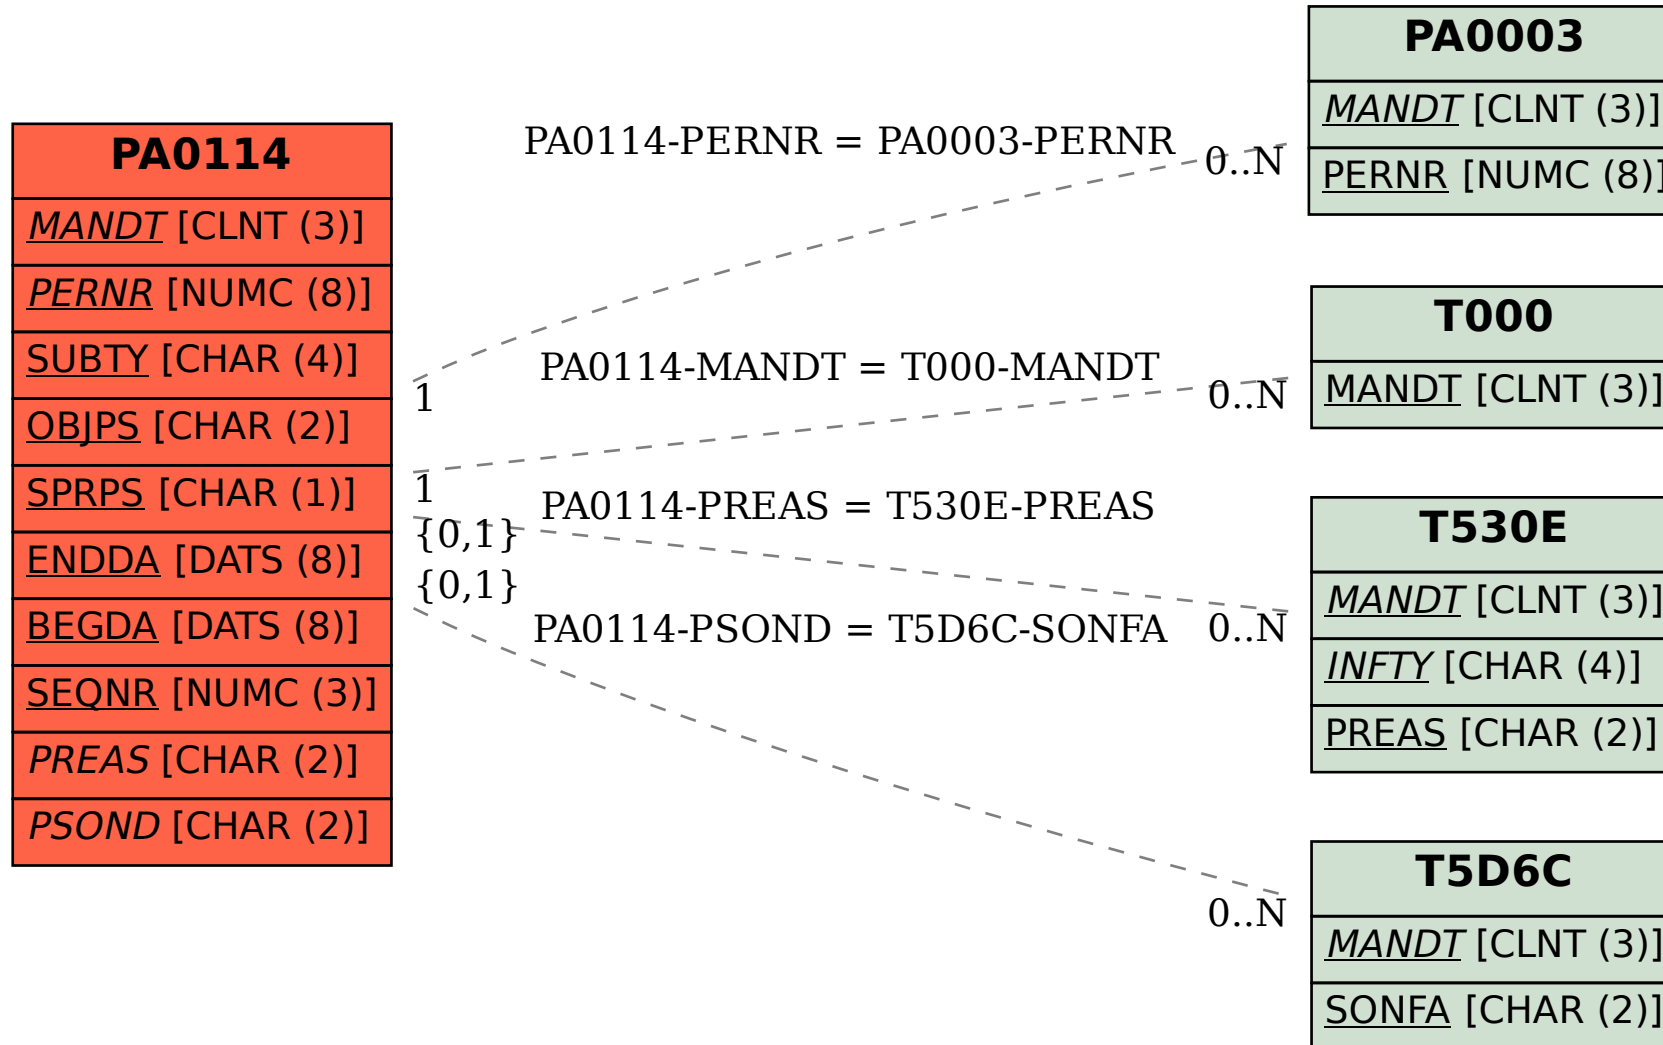 PA0114
MANDT [CLNT (3)]
PERNR [NUMC (8)]
SUBTY [CHAR (4)]
OBJPS [CHAR (2)]
SPRPS [CHAR (1)]
ENDDA [DATS (8)]
BEGDA [DATS (8)]
SEQNR [NUMC (3)]
PREAS [CHAR (2)]
PSOND [CHAR (2)]
PA0114-PERNR = PA0003-PERNR
0..N
1
PA0114-MANDT = T000-MANDT
0..N
1
PA0114-PREAS = T530E-PREAS
{0,1}
0..N
{0,1}
PA0114-PSOND = T5D6C-SONFA
0..N
PA0003
MANDT [CLNT (3)]
PERNR [NUMC (8)]
T000
MANDT [CLNT (3)]
T530E
MANDT [CLNT (3)]
INFTY [CHAR (4)]
PREAS [CHAR (2)]
T5D6C
MANDT [CLNT (3)]
SONFA [CHAR (2)]